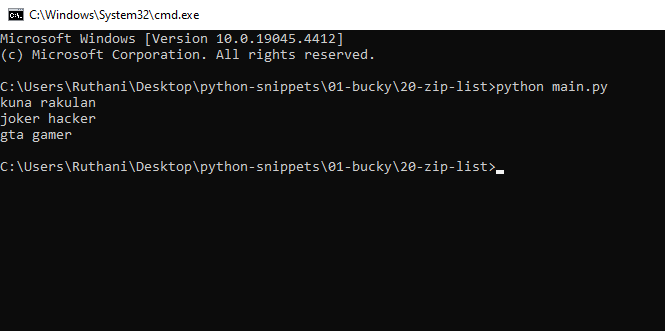 C:\Windows\System32\cmd.exe
Microsoft Windows [Version 10.0.19045.4412]
(c) Microsoft Corporation. All rights reserved.
C:\Users\Ruthani\Desktop\python-snippets\01-bucky\20-zip-list>python main.py
kuna rakulan
joker hacker
gta gamer
C:\Users\Ruthani\Desktop\python-snippets\01-bucky\20-zip-list>